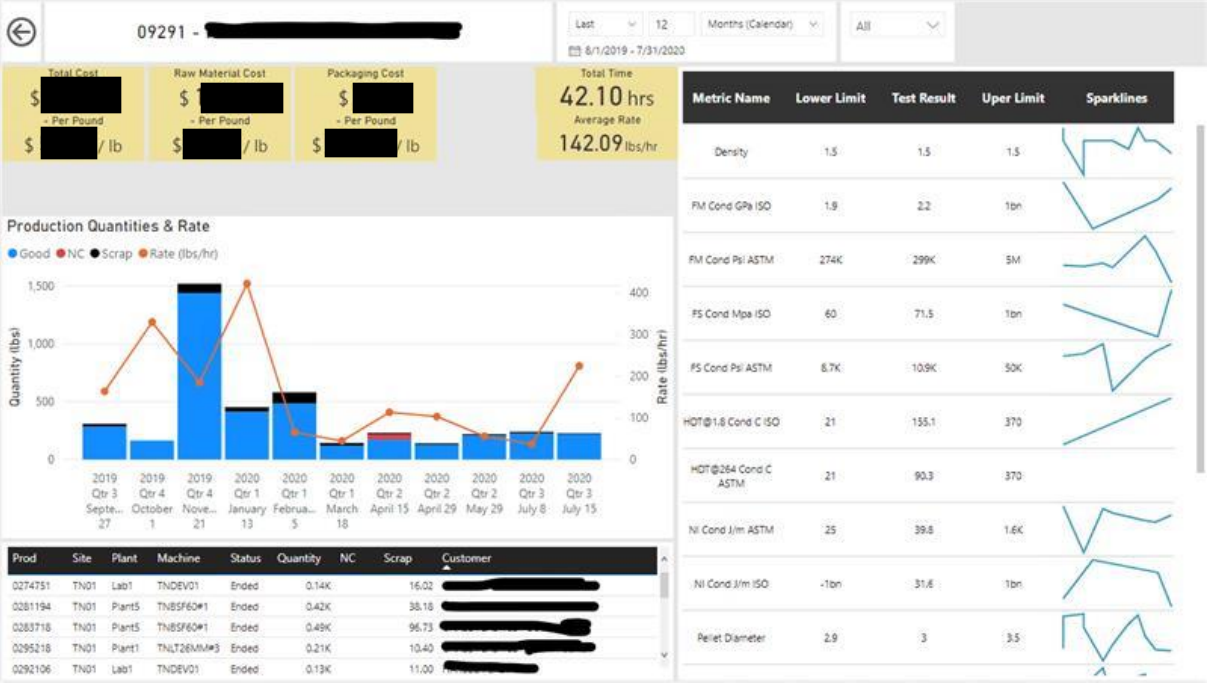 09291 -
Last 12 Months (Calendar)
8/1/2019 - 7/31/2020
All
Total Cost
$
- Per Pound
$ / lb
Raw Material Cost
$
- Per Pound
$ / lb
Packaging Cost
$
- Per Pound
$ / lb
Total Time
42.10 hrs
Average Rate
142.09 lbs/hr
Production Quantities & Rate
Good NC Scrap Rate (lbs/hr)
Quantity (lbs)
1,500
1,000
500
0
Rate (lbs/hr)
400
300
200
100
0
2019 2019 2019 2020 2020 2020 2020 2020 2020 2020 2020
Qtr 3 Qtr 4 Qtr 4 Qtr 1 Qtr 1 Qtr 1 Qtr 2 Qtr 2 Qtr 2 Qtr 3 Qtr 3
Septe... October Nove... January Februa... March April 15 April 29 May 29 July 8 July 15
27 1 21 13 5 18
Prod Site Plant Machine Status Quantity NC Scrap Customer
0274751 TN01 Lab1 TNDEV01 Ended 0.14K 16.02
0281194 TN01 Plant5 TNBSF60#1 Ended 0.42K 38.18
0283718 TN01 Plant5 TNBSF60#1 Ended 0.49K 96.73
0295218 TN01 Plant1 TNLT26MM#3 Ended 0.21K 10.40
0292106 TN01 Lab1 TNDEV01 Ended 0.13K 11.00
Metric Name Lower Limit Test Result Uper Limit Sparklines
Density 1.5 1.5 1.5
FM Cond GPa ISO 1.9 2.2 1bn
FM Cond Psi ASTM 274K 299K 5M
FS Cond Mpa ISO 60 71.5 1bn
FS Cond Psi ASTM 8.7K 10.9K 50K
HDT@1.8 Cond C ISO 21 155.1 370
HDT@264 Cond C
ASTM 21 90.3 370
NI Cond J/m ASTM 25 39.8 1.6K
NI Cond J/m ISO -1bn 31.6 1bn
Pellet Diameter 2.9 3 3.5